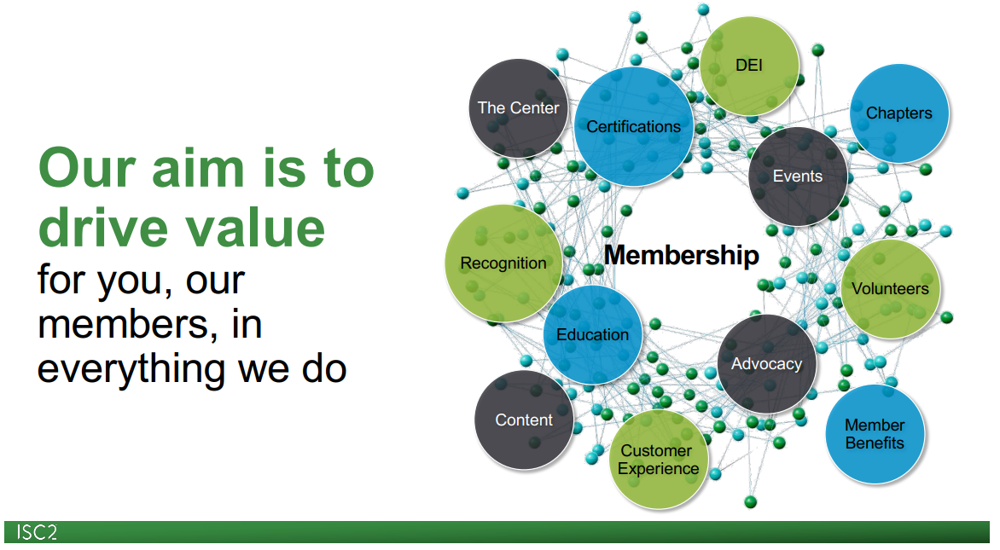 Our aim is to
drive value
for you, our
members, in
everything we do
DEI
The Center
Certifications
Chapters
Events
Recognition
Membership
Volunteers
Education
Advocacy
Content
Customer
Experience
Member
Benefits
ISC2